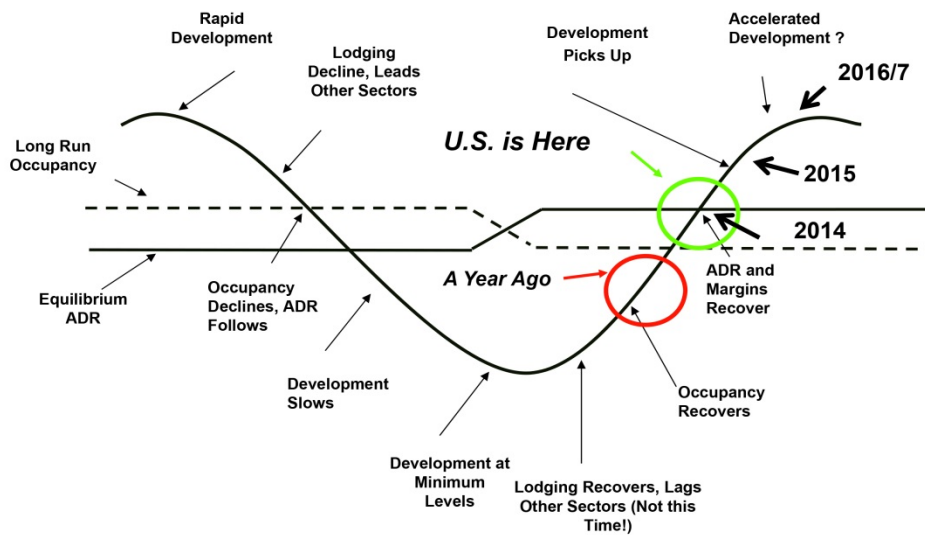 Rapid
Development
Lodging
Decline, Leads
Other Sectors
Development
Picks Up
Accelerated
Development ?
2016/7
Long Run
Occupancy
U.S. is Here
2015
2014
Equilibrium
ADR
Occupancy
Declines, ADR
Follows
A Year Ago
ADR and
Margins
Recover
Development
Slows
Occupancy
Recovers
Development at
Minimum
Levels
Lodging Recovers, Lags
Other Sectors (Not this
Time!)